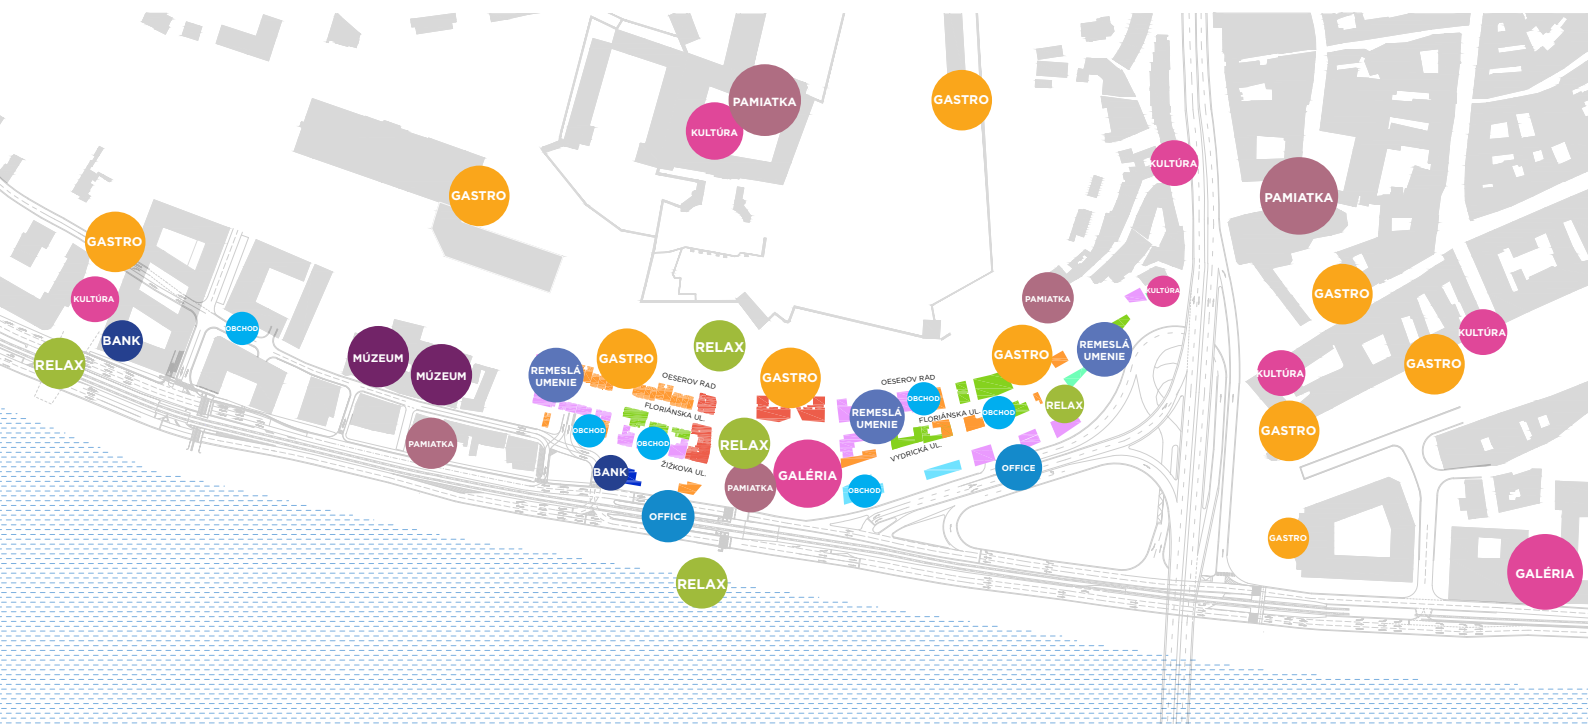 PAMIATKA
GASTRO
KULTÚRA
KULTÚRA
GASTRO
PAMIATKA
GASTRO
KULTÚRA
PAMIATKA
KULTÚRA
GASTRO
OBCHOD
BANK
KULTÚRA
RELAX
MÚZEUM
MÚZEUM
GASTRO
RELAX
REMESLÁ
UMENIE
GASTRO
GASTRO
REMESLÁ
UMENIE
GASTRO
KULTÚRA
OESEROV RAD
OESEROV RAD
OBCHOD
RELAX
FLORIÁNSKA UL.
FLORIÁNSKA UL.
OBCHOD
REMESLÁ
UMENIE
OBCHOD
OBCHOD
RELAX
GASTRO
PAMIATKA
VYDRICKÁ UL.
ŽIŽKOVA UL.
BANK
PAMIATKA
GALÉRIA
OFFICE
OBCHOD
OFFICE
GASTRO
RELAX
GALÉRIA